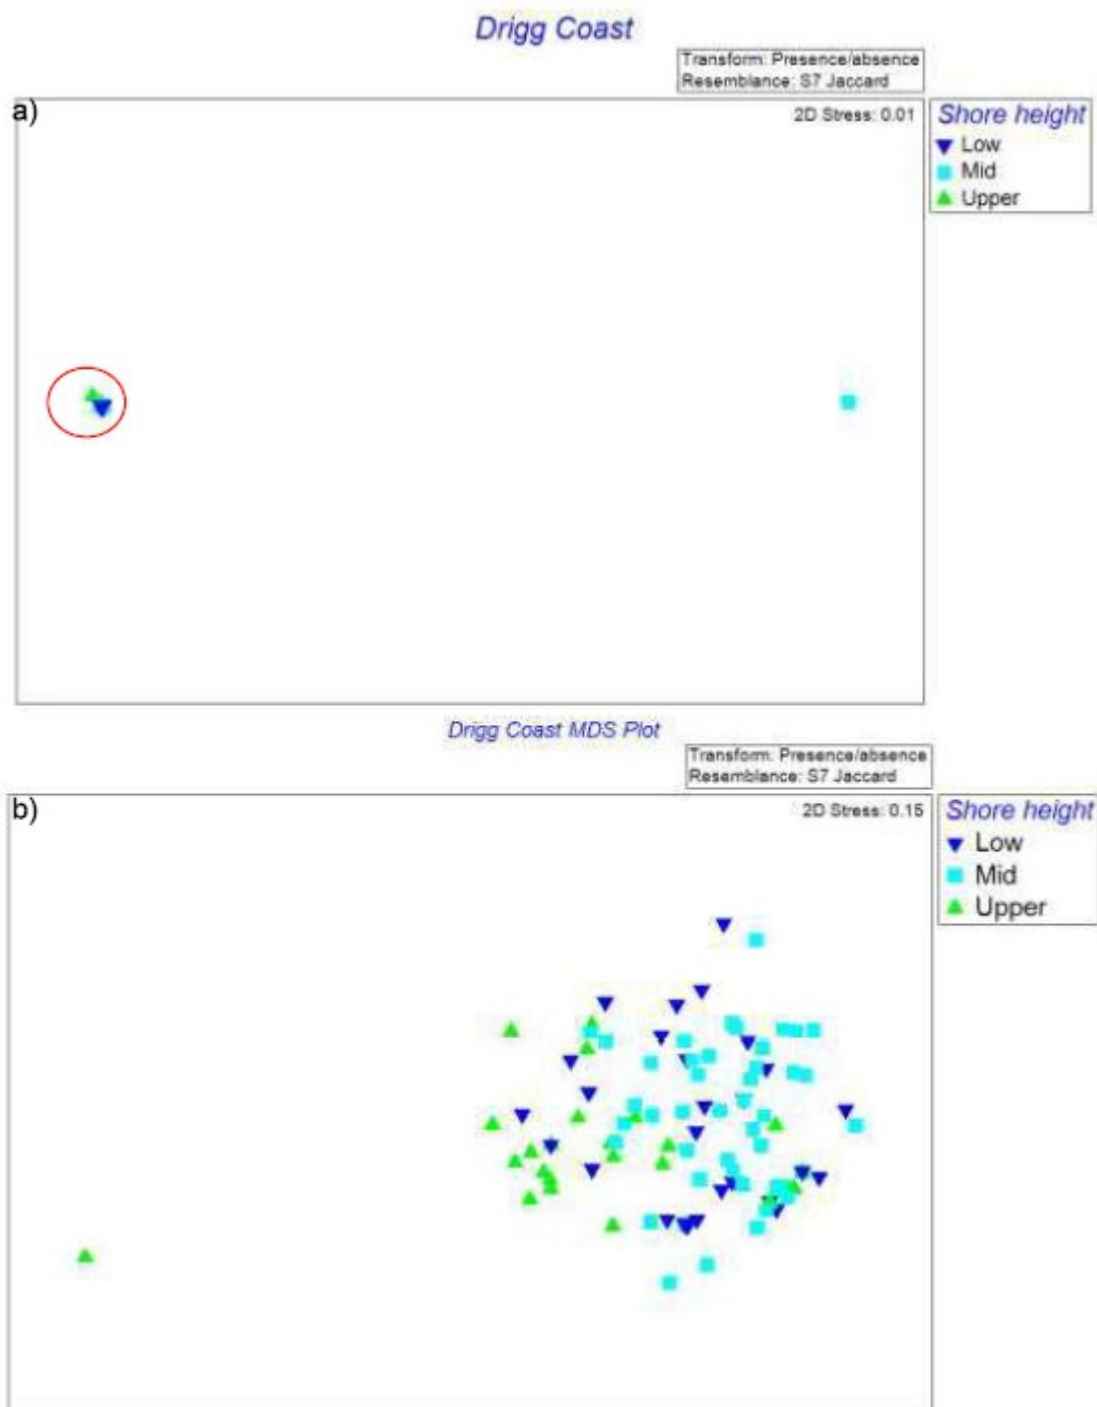 Drigg Coast
Transform: Presence/absence
Resemblance: S7 Jaccard
a)
2D Stress: 0.01
Shore height
Low
Mid
Upper
Drigg Coast MDS Plot
Transform: Presence/absence
Resemblance: S7 Jaccard
b)
2D Stress: 0.15
Shore height
Low
Mid
Upper